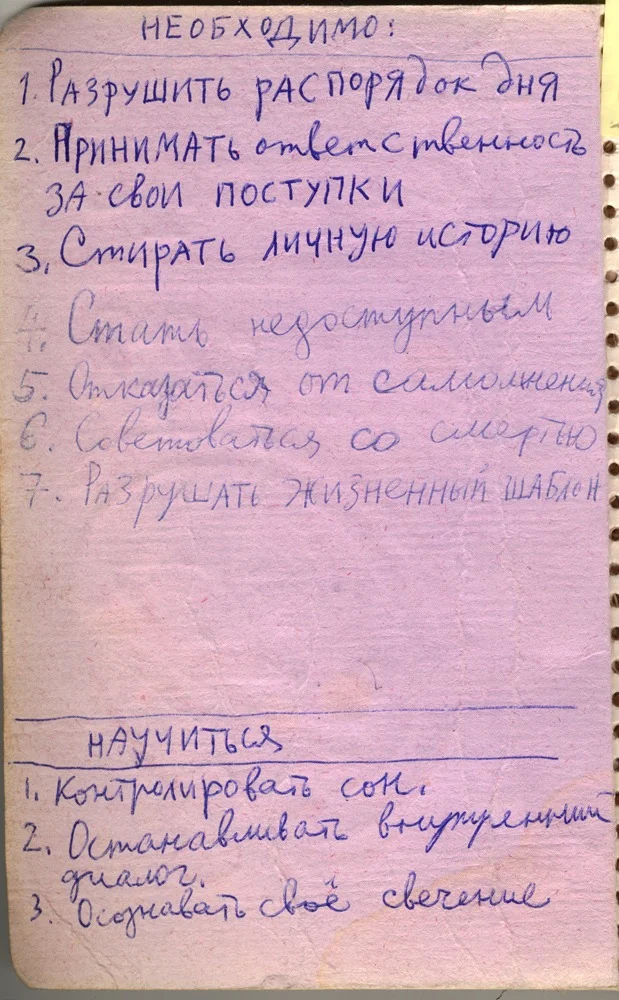 НЕОБХОДИМО:
1. РАЗРУШИТЬ РАСПОРЯдок дня
2. ПРИНИМАТЬ ответственность
ЗА СВОИ ПОСТУПКИ
3. Стирать личную историю
4. Стать недоступным
5. Отказаться от самомнения
6. Советоваться со смертью
7. Разрушать жизненный шаблон
НАУЧИТЬСЯ
1. Контролировать сон.
2. Останавливать внутренний
диалог.
3. Осознавать своё свечение